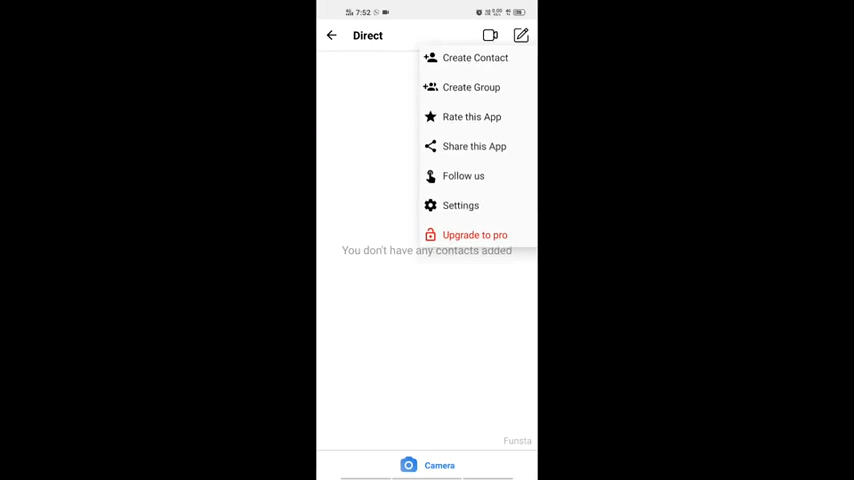 7:52
Direct
Create Contact
Create Group
Rate this App
Share this App
Follow us
Settings
Upgrade to pro
You don't have any contacts added
Funsta
Camera